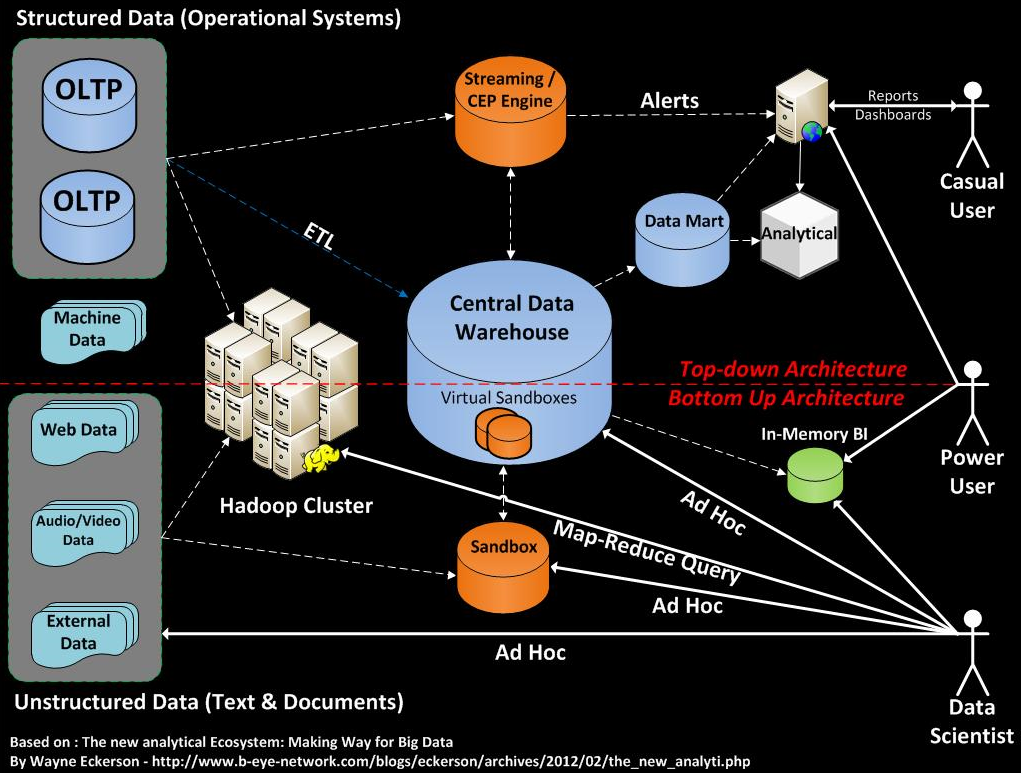 Structured Data (Operational Systems)
OLTP
OLTP
Streaming /
CEP Engine
Alerts
Reports
Dashboards
Casual
User
ETL
Data Mart
Analytical
Machine
Data
Central Data
Warehouse
Virtual Sandboxes
Top-down Architecture
Bottom Up Architecture
In-Memory BI
Power
User
Web Data
Audio/Video
Data
External
Data
Hadoop Cluster
Sandbox
Ad Hoc
Map-Reduce Query
Ad Hoc
Ad Hoc
Data
Scientist
Unstructured Data (Text & Documents)
Based on : The new analytical Ecosystem: Making Way for Big Data
By Wayne Eckerson - http://www.b-eye-network.com/blogs/eckerson/archives/2012/02/the_new_analyti.php